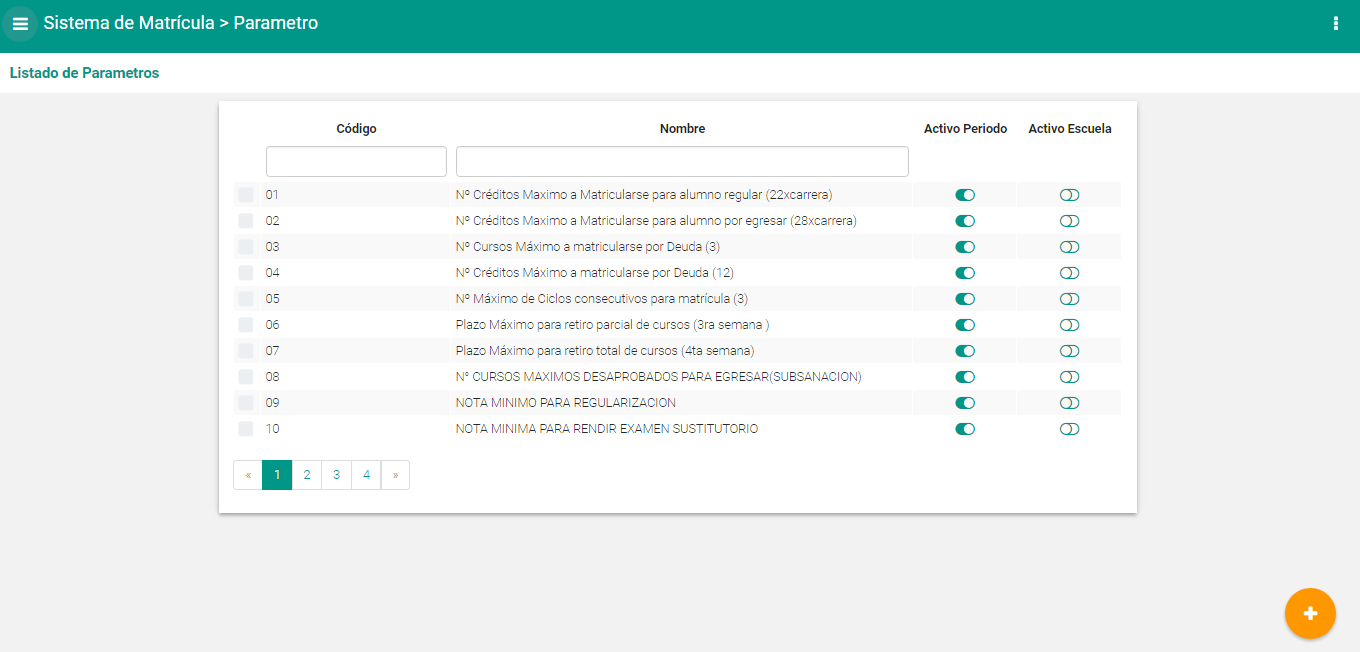 Sistema de Matrícula > Parametro
Listado de Parametros
Código Nombre Activo Periodo Activo Escuela
01 Nº Créditos Maximo a Matricularse para alumno regular (22xcarrera)
02 Nº Créditos Maximo a Matricularse para alumno por egresar (28xcarrera)
03 Nº Cursos Máximo a matricularse por Deuda (3)
04 Nº Créditos Máximo a matricularse por Deuda (12)
05 Nº Máximo de Ciclos consecutivos para matrícula (3)
06 Plazo Máximo para retiro parcial de cursos (3ra semana )
07 Plazo Máximo para retiro total de cursos (4ta semana)
08 N° CURSOS MAXIMOS DESAPROBADOS PARA EGRESAR(SUBSANACION)
09 NOTA MINIMO PARA REGULARIZACION
10 NOTA MINIMA PARA RENDIR EXAMEN SUSTITUTORIO
« 1 2 3 4 »